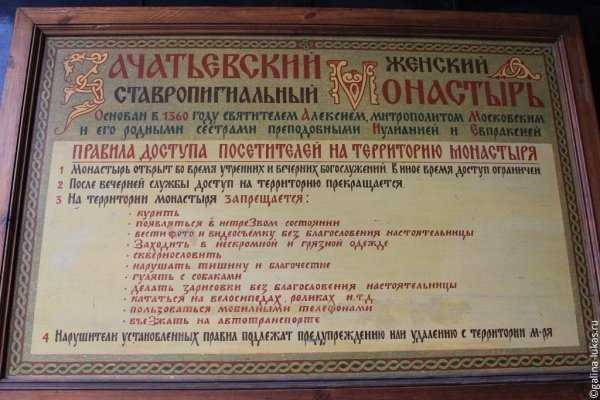 Зачатьевский
ставропигиальный
женский
Монастырь
Основан в 1360 году святителем Алексием, митрополитом Московским
и его родными сестрами преподобными Иулианией и Евпраксией
ПРАВИЛА ДОСТУПА ПОСЕТИТЕЛЕЙ НА ТЕРРИТОРИЮ МОНАСТЫРЯ
1 Монастырь открыт во время утренних и вечерних богослужений. В иное время доступ ограничен
2 После вечерней службы доступ на территорию прекращается.
3 На территории монастыря запрещается:
· курить
· появляться в нетрезвом состоянии
· вести фото и видеосъемку без благословения настоятельницы
· Заходить в нескромной и грязной одежде
· сквернословить
· нарушать тишину и благочестие
· гулять с собаками
· делать зарисовки без благословения настоятельницы
· кататься на велосипедах, роликах и т.д.
· пользоваться мобильными телефонами
· въезжать на автотранспорте
4 Нарушители установленных правил подлежат предупреждению или удалению с территории м-ря
©galina-lukas.ru